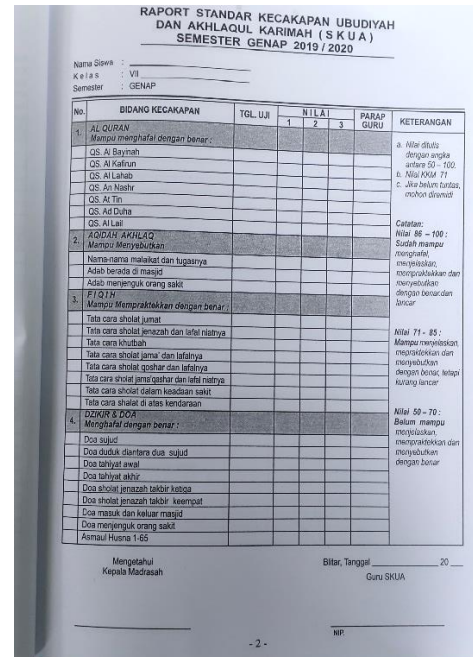 RAPORT STANDAR KECAKAPAN UBUDIYAH
DAN AKHLAQUL KARIMAH ( S K U A )
SEMESTER GENAP 2019 / 2020
Nama Siswa :
K e l a s : VII
Semester : GENAP
No. BIDANG KECAKAPAN TGL. UJI N I L A I PARAP GURU KETERANGAN
1 2 3
1. AL QURAN
Mampu menghafal dengan benar :
QS. Al Bayinah
QS. Al Kafirun
QS. Al Lahab
QS. An Nashr
QS. At Tin
QS. Ad Duha
QS. Al Lail
2. AQIDAH AKHLAQ
Mampu Menyebutkan
Nama-nama malaikat dan tugasnya
Adab berada di masjid
Adab menjenguk orang sakit
3. F I Q I H
Mampu Mempraktekkan dengan benar :
Tata cara sholat jumat
Tata cara sholat jenazah dan lafal niatnya
Tata cara khutbah
Tata cara sholat jama' dan lafalnya
Tata cara sholat qoshar dan lafalnya
Tata cara sholat jama'qashar dan lafal niatnya
Tata cara sholat dalam keadaan sakit
Tata cara shalat di atas kendaraan
4. DZIKIR & DOA
Menghafal dengan benar :
Doa sujud
Doa duduk diantara dua sujud
Doa tahiyat awal
Doa tahiyat akhir
Doa sholat jenazah takbir ketiga
Doa sholat jenazah takbir keempat
Doa masuk dan keluar masjid
Doa menjenguk orang sakit
Asmaul Husna 1-65
a. Nilai ditulis
dengan angka
antara 50 – 100.
b. Nilai KKM 71
c. Jika belum tuntas,
mohon diremidi
Catatan:
Nilai 86 – 100 :
Sudah mampu
menghafal,
menjelaskan,
mempraktekkan dan
menyebutkan
dengan benar.dan
lancar
Nilai 71 - 85 :
Mampu menjelaskan,
mepraktekkan dan
menyebutkan
dengan benar, tetapi
kurang lancar
Nilai 50 – 70 :
Belum mampu
menjelaskan,
mempraktekkan dan
menyebutkan
dengan benar
Mengetahui
Kepala Madrasah
Blitar, Tanggal 20
Guru SKUA
NIP.
- 2 -